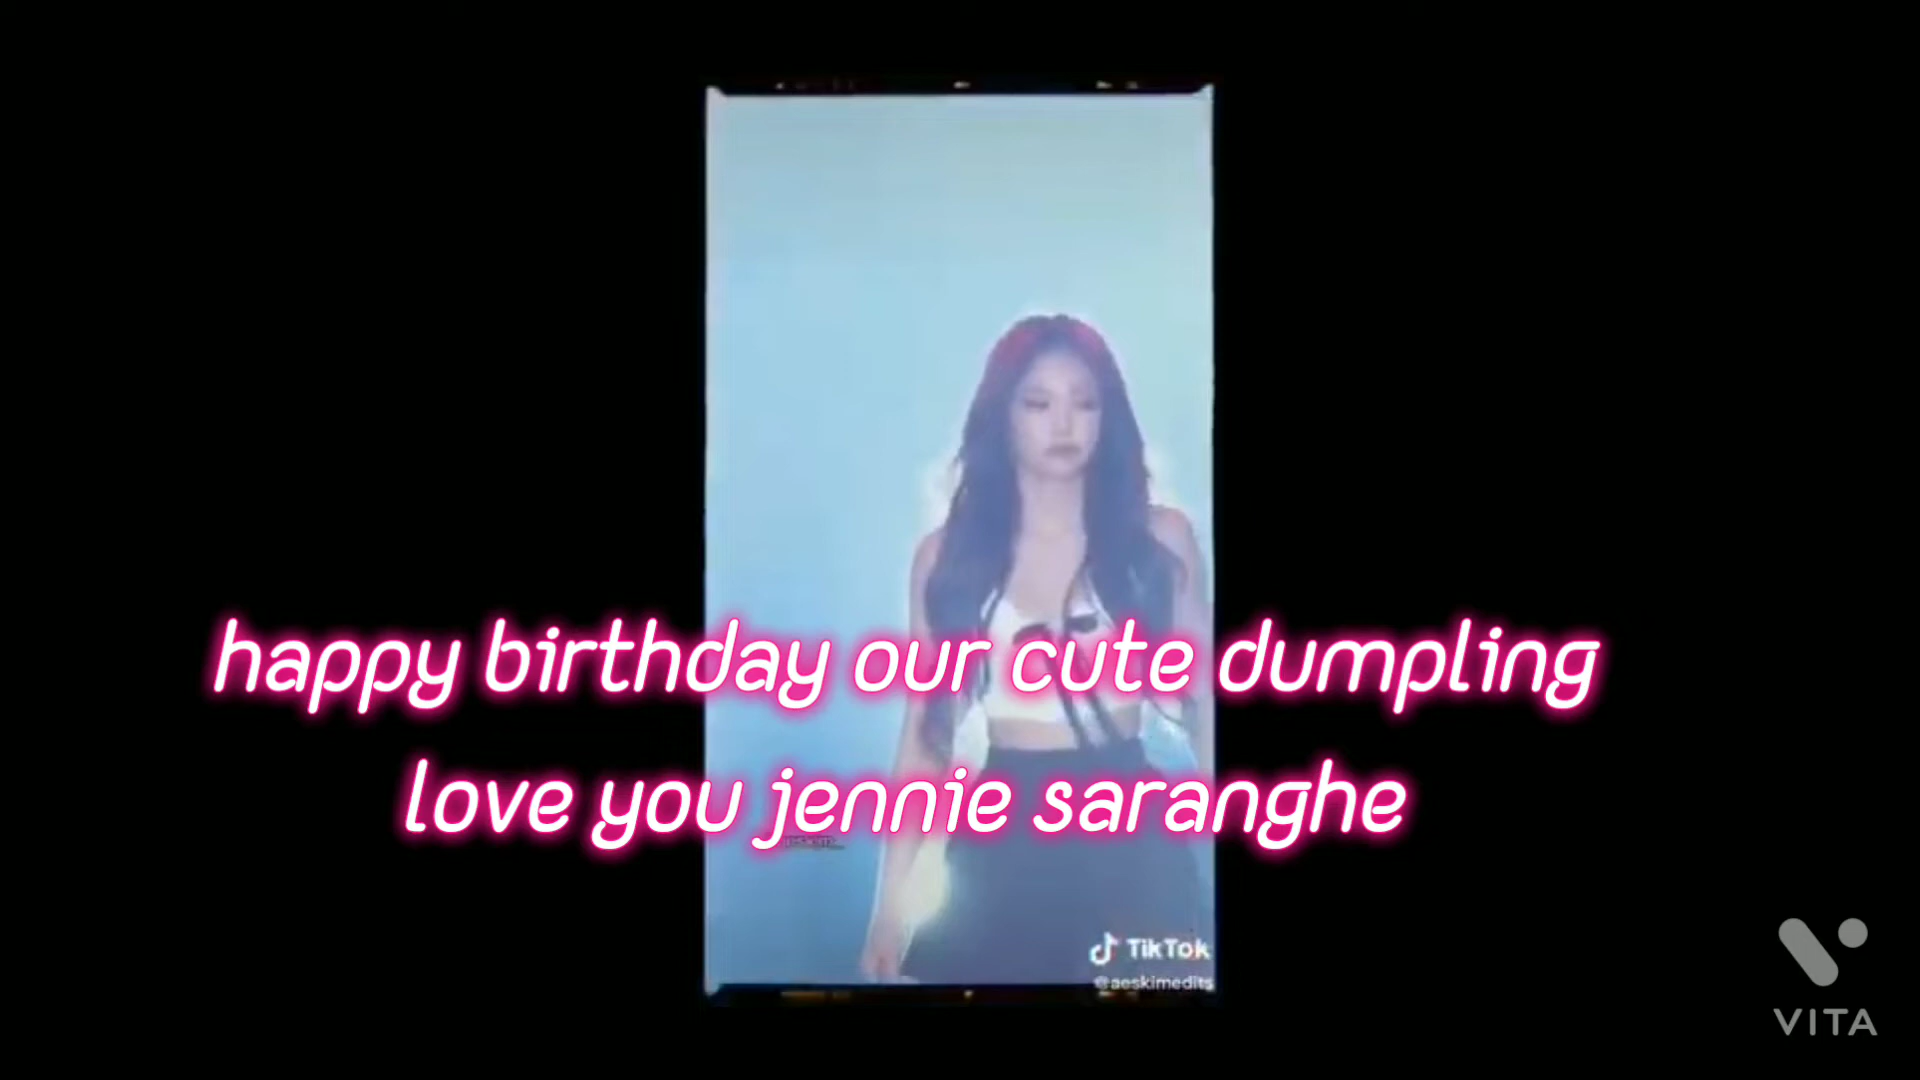 happy birthday our cute dumpling
love you jennie saranghe
TikTok
@aeskimedits
VITA